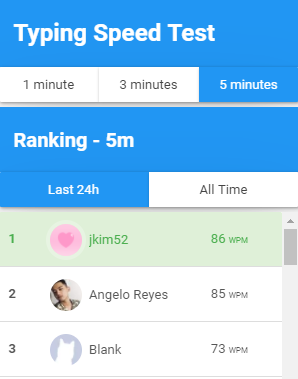 Typing Speed Test
1 minute 3 minutes 5 minutes
Ranking - 5m
Last 24h All Time
1 jkim52 86 WPM
2 Angelo Reyes 85 WPM
3 Blank 73 WPM